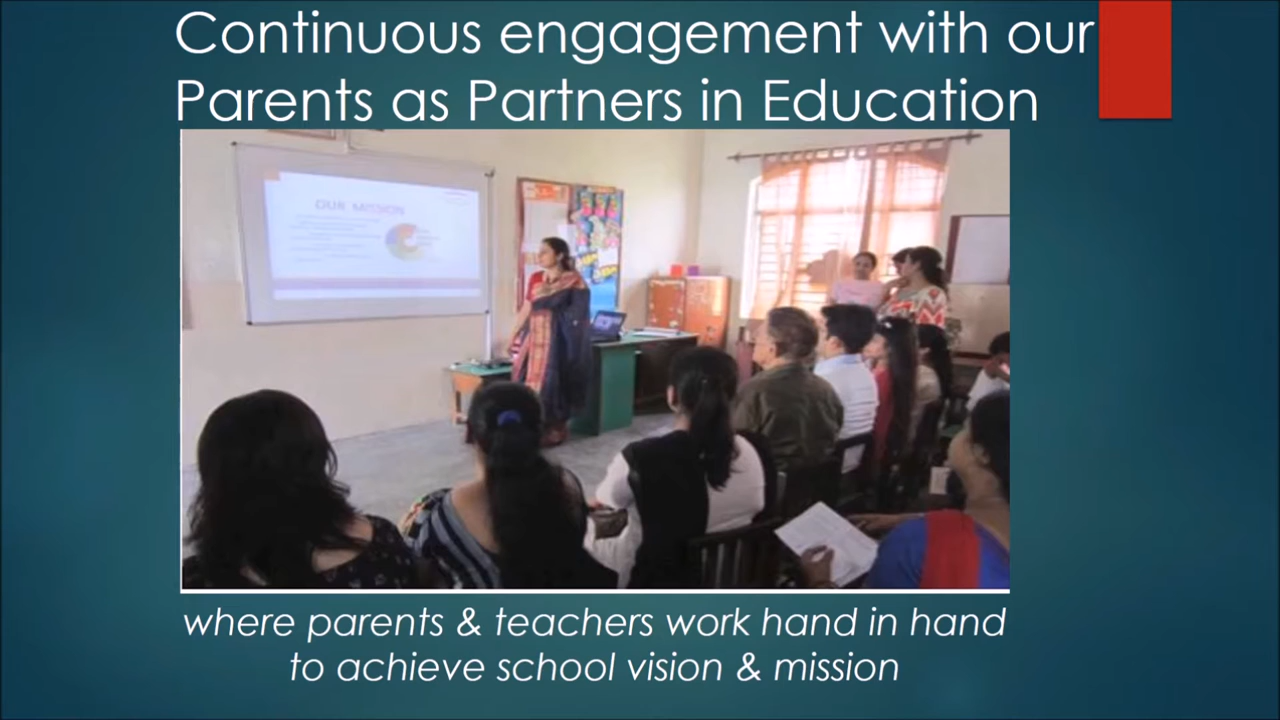 Continuous engagement with our
Parents as Partners in Education
OUR MISSION
where parents & teachers work hand in hand
to achieve school vision & mission